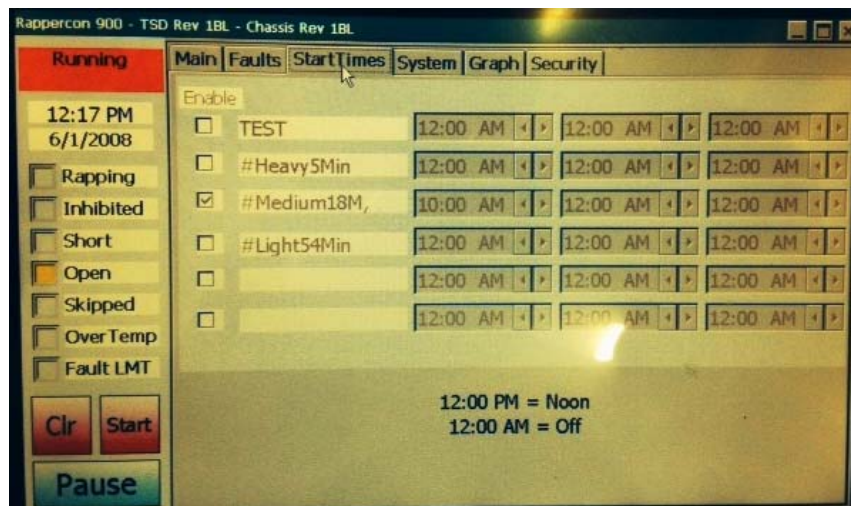 Rappercon 900 - TSD Rev 1BL - Chassis Rev 1BL
Running
Main Faults StartTimes System Graph Security
12:17 PM
6/1/2008
Rapping
Inhibited
Short
Open
Skipped
OverTemp
Fault LMT
Clr Start
Pause
Enable
TEST 12:00 AM 12:00 AM 12:00 AM
#Heavy5Min 12:00 AM 12:00 AM 12:00 AM
#Medium18M, 10:00 AM 12:00 AM 12:00 AM
#Light54Min 12:00 AM 12:00 AM 12:00 AM
12:00 AM 12:00 AM 12:00 AM
12:00 AM 12:00 AM 12:00 AM
12:00 PM = Noon
12:00 AM = Off